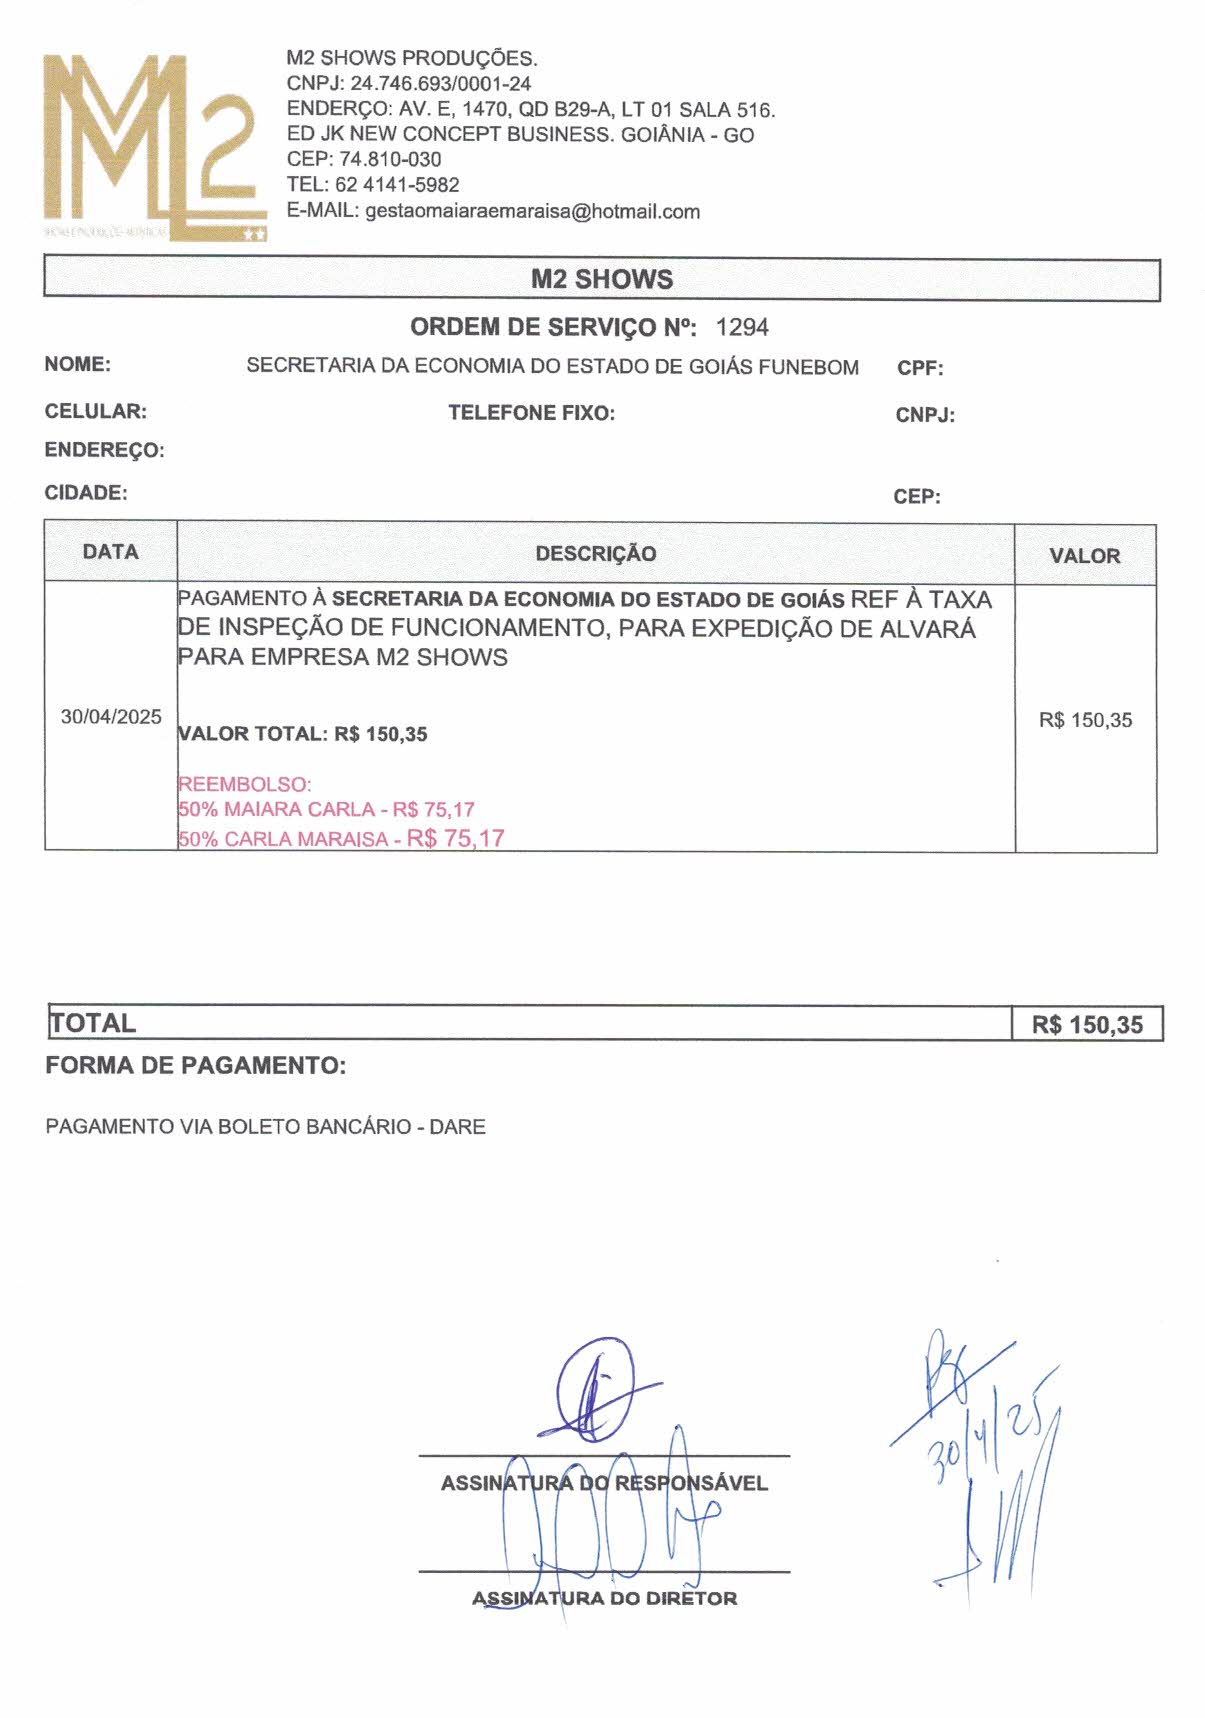 M2
M2 SHOWS PRODUÇÕES.
CNPJ: 24.746.693/0001-24
ENDERÇO: AV. E, 1470, QD B29-A, LT 01 SALA 516.
ED JK NEW CONCEPT BUSINESS. GOIÂNIA - GO
CEP: 74.810-030
TEL: 62 4141-5982
E-MAIL: gestaomaiaraemaraisa@hotmail.com
M2 SHOWS
ORDEM DE SERVIÇO Nº: 1294
NOME: SECRETARIA DA ECONOMIA DO ESTADO DE GOIÁS FUNEBOM CPF:
CELULAR: TELEFONE FIXO: CNPJ:
ENDEREÇO:
CIDADE: CEP:
DATA DESCRIÇÃO VALOR
PAGAMENTO À SECRETARIA DA ECONOMIA DO ESTADO DE GOIÁS REF À TAXA
DE INSPEÇÃO DE FUNCIONAMENTO, PARA EXPEDIÇÃO DE ALVARÁ
PARA EMPRESA M2 SHOWS
30/04/2025 R$ 150,35
VALOR TOTAL: R$ 150,35
REEMBOLSO:
50% MAIARA CARLA - R$ 75,17
50% CARLA MARAISA - R$ 75,17
TOTAL R$ 150,35
FORMA DE PAGAMENTO:
PAGAMENTO VIA BOLETO BANCÁRIO - DARE
30/4/25
ASSINATURA DO RESPONSÁVEL
ASSINATURA DO DIRETOR